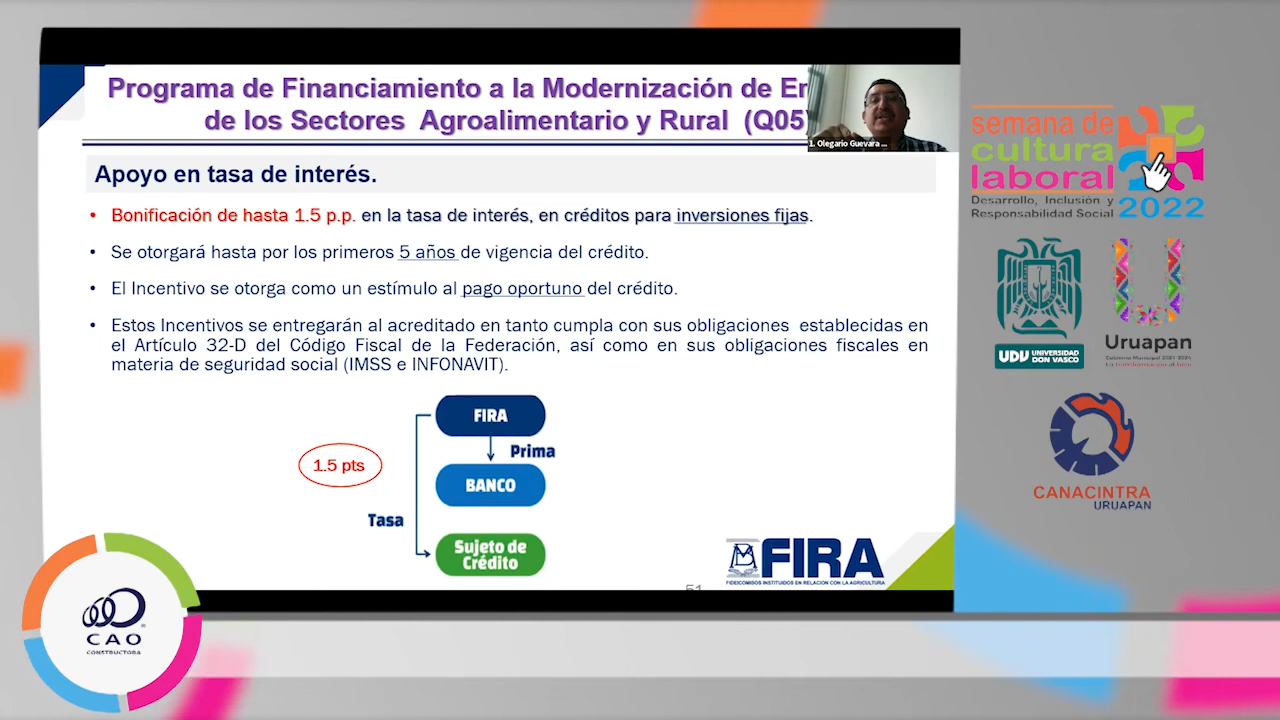 Programa de Financiamiento a la Modernización de
de los Sectores Agroalimentario y Rural (Q05)
1. Olegario Guevara ...
Apoyo en tasa de interés.
• Bonificación de hasta 1.5 p.p. en la tasa de interés, en créditos para inversiones fijas.
• Se otorgará hasta por los primeros 5 años de vigencia del crédito.
• El Incentivo se otorga como un estímulo al pago oportuno del crédito.
• Estos Incentivos se entregarán al acreditado en tanto cumpla con sus obligaciones establecidas en
el Artículo 32-D del Código Fiscal de la Federación, así como en sus obligaciones fiscales en
materia de seguridad social (IMSS e INFONAVIT).
FIRA
Prima
1.5 pts
BANCO
Tasa
Sujeto de
Crédito
FIRA
FIDEICOMISOS INSTITUIDOS EN RELACIÓN CON LA AGRICULTURA
51
semana de
cultura
laboral
Desarrollo, Inclusión y
Responsabilidad Social
2022
UDV UNIVERSIDAD
DON VASCO
Uruapan
Gobierno Municipal 2021-2024
CANACINTRA
URUAPAN
CAO
CONSTRUCTORA